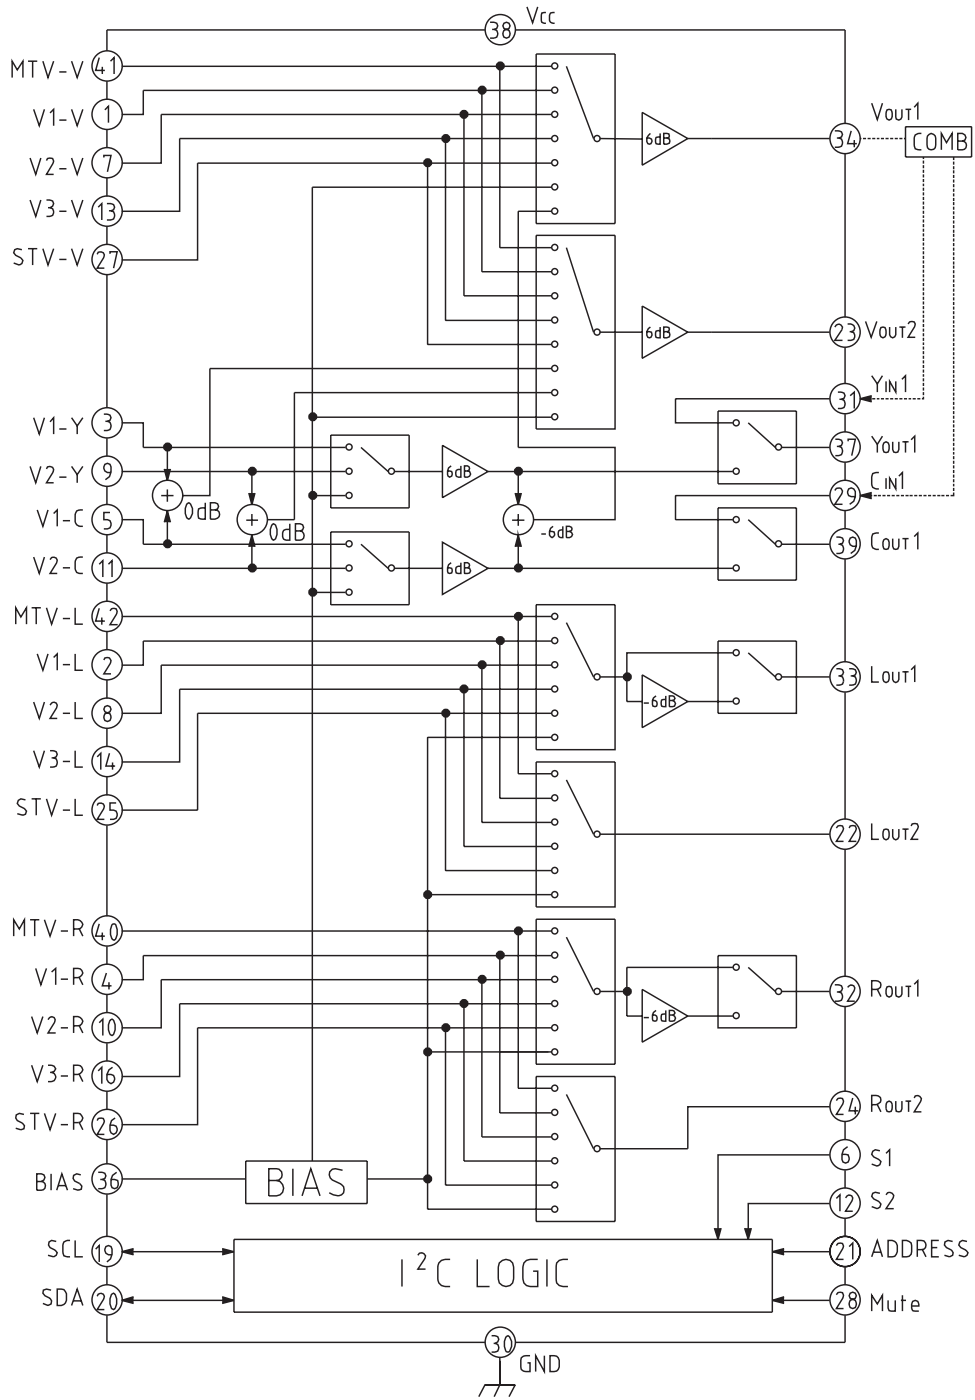 38 Vcc
MTV-V 41
V1-V 1
V2-V 7
V3-V 13
STV-V 27
6dB
34 VOUT1
COMB
6dB
23 VOUT2
31 YIN1
37 YOUT1
29 CIN1
39 COUT1
V1-Y 3
V2-Y 9
V1-C 5
V2-C 11
+ 0dB
+ 0dB
6dB
6dB
+ -6dB
MTV-L 42
V1-L 2
V2-L 8
V3-L 14
STV-L 25
-6dB
33 LOUT1
22 LOUT2
MTV-R 40
V1-R 4
V2-R 10
V3-R 16
STV-R 26
-6dB
32 ROUT1
24 ROUT2
BIAS 36
BIAS
6 S1
12 S2
SCL 19
SDA 20
I²C LOGIC
21 ADDRESS
28 Mute
30 GND